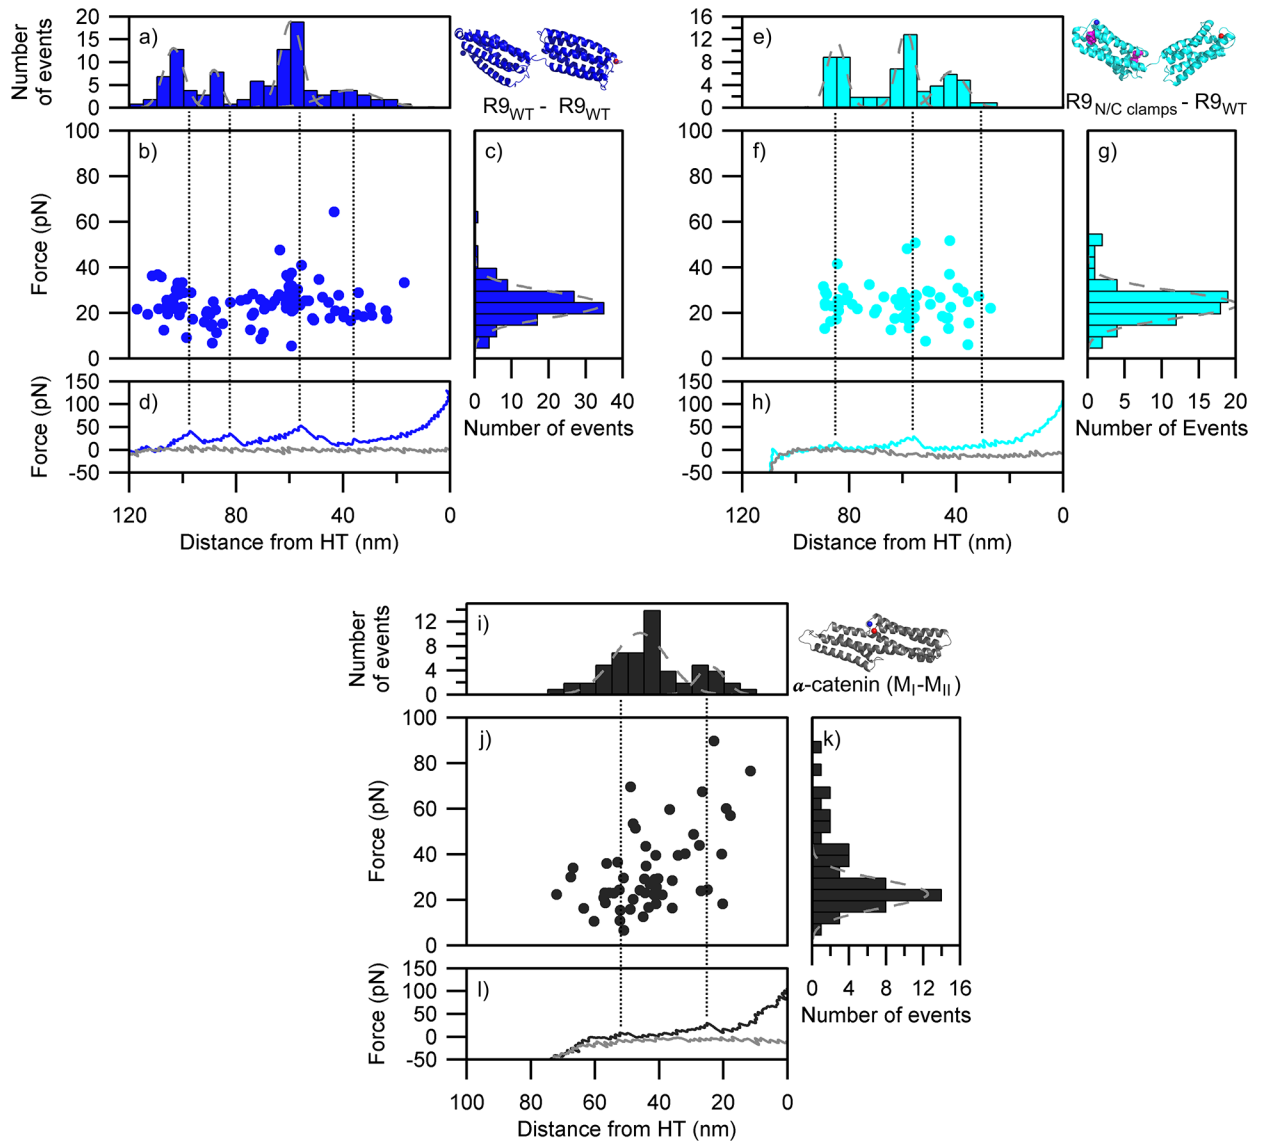 a)
Number
of events
20
15
10
5
0
R9WT - R9WT
b)
Force (pN)
100
80
60
40
20
0
c)
0 10 20 30 40
Number of events
d)
Force (pN)
150
100
50
0
-50
120 80 40 0
Distance from HT (nm)
e)
16
12
8
4
0
R9N/C clamps - R9WT
f)
100
80
60
40
20
0
g)
0 5 10 15 20
Number of Events
h)
150
100
50
0
-50
120 80 40 0
Distance from HT (nm)
i)
Number
of events
12
8
4
0
α-catenin (MI-MII)
j)
Force (pN)
100
80
60
40
20
0
k)
0 4 8 12 16
Number of events
l)
Force (pN)
150
100
50
0
-50
100 80 60 40 20 0
Distance from HT (nm)